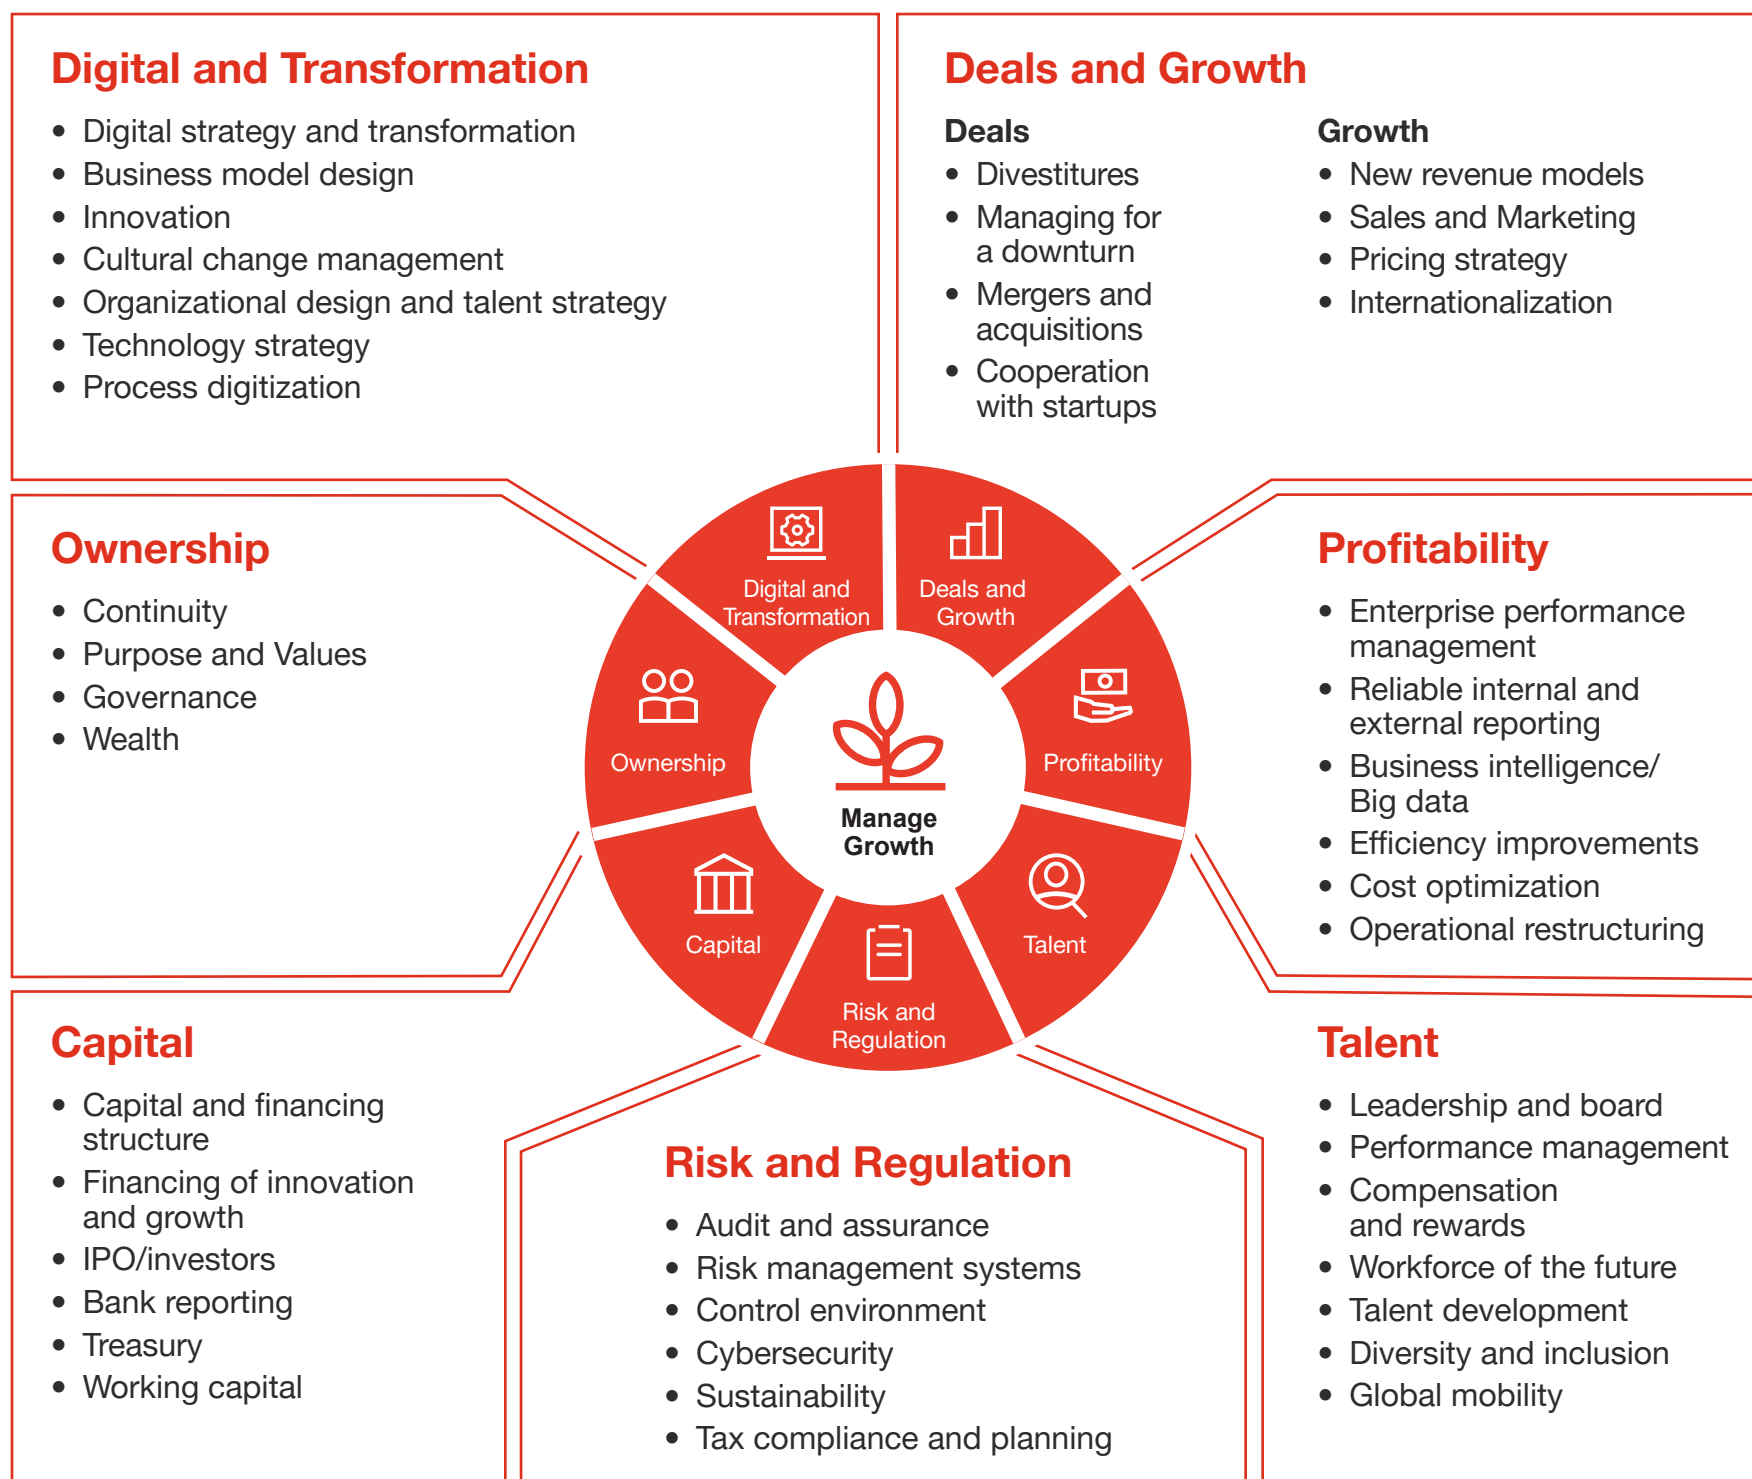 Digital and Transformation
• Digital strategy and transformation
• Business model design
• Innovation
• Cultural change management
• Organizational design and talent strategy
• Technology strategy
• Process digitization
Deals and Growth
Deals
• Divestitures
• Managing for
a downturn
• Mergers and
acquisitions
• Cooperation
with startups
Growth
• New revenue models
• Sales and Marketing
• Pricing strategy
• Internationalization
Ownership
• Continuity
• Purpose and Values
• Governance
• Wealth
Digital and
Transformation
Deals and
Growth
Ownership
Profitability
Manage
Growth
Capital
Talent
Risk and
Regulation
Profitability
• Enterprise performance
management
• Reliable internal and
external reporting
• Business intelligence/
Big data
• Efficiency improvements
• Cost optimization
• Operational restructuring
Capital
• Capital and financing
structure
• Financing of innovation
and growth
• IPO/investors
• Bank reporting
• Treasury
• Working capital
Risk and Regulation
• Audit and assurance
• Risk management systems
• Control environment
• Cybersecurity
• Sustainability
• Tax compliance and planning
Talent
• Leadership and board
• Performance management
• Compensation
and rewards
• Workforce of the future
• Talent development
• Diversity and inclusion
• Global mobility